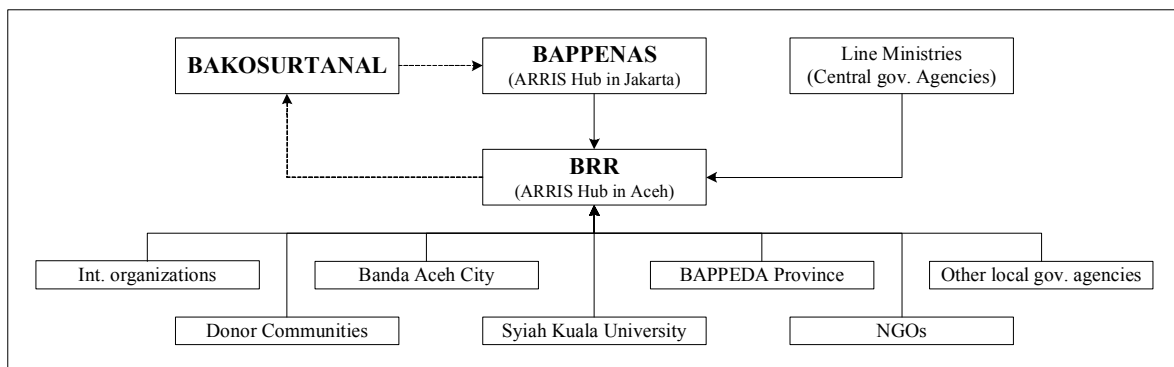 BAKOSURTANAL
BAPPENAS
(ARRIS Hub in Jakarta)
Line Ministries
(Central gov. Agencies)
BRR
(ARRIS Hub in Aceh)
Int. organizations
Banda Aceh City
BAPPEDA Province
Other local gov. agencies
Donor Communities
Syiah Kuala University
NGOs